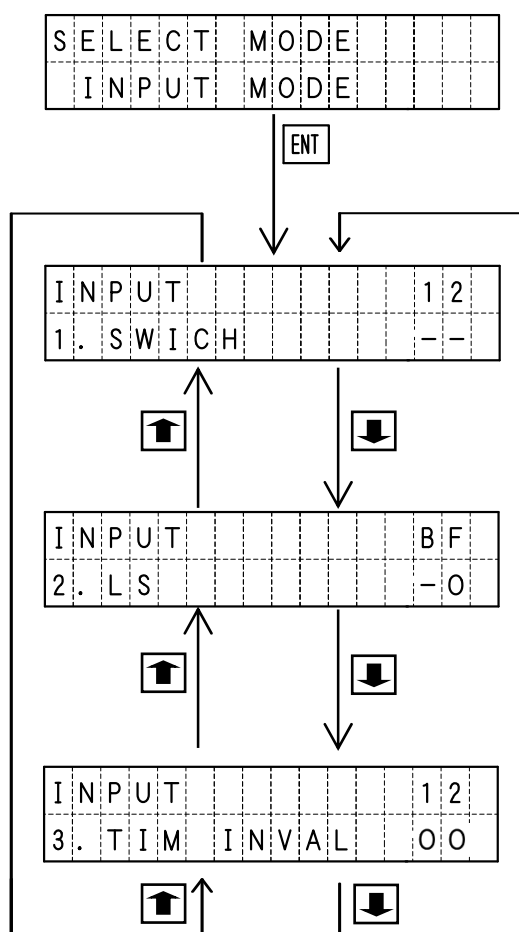 SELECT MODE
INPUT MODE
ENT
INPUT 12
1. SWICH --
INPUT BF
2. LS -O
INPUT 12
3. TIM INVAL OO